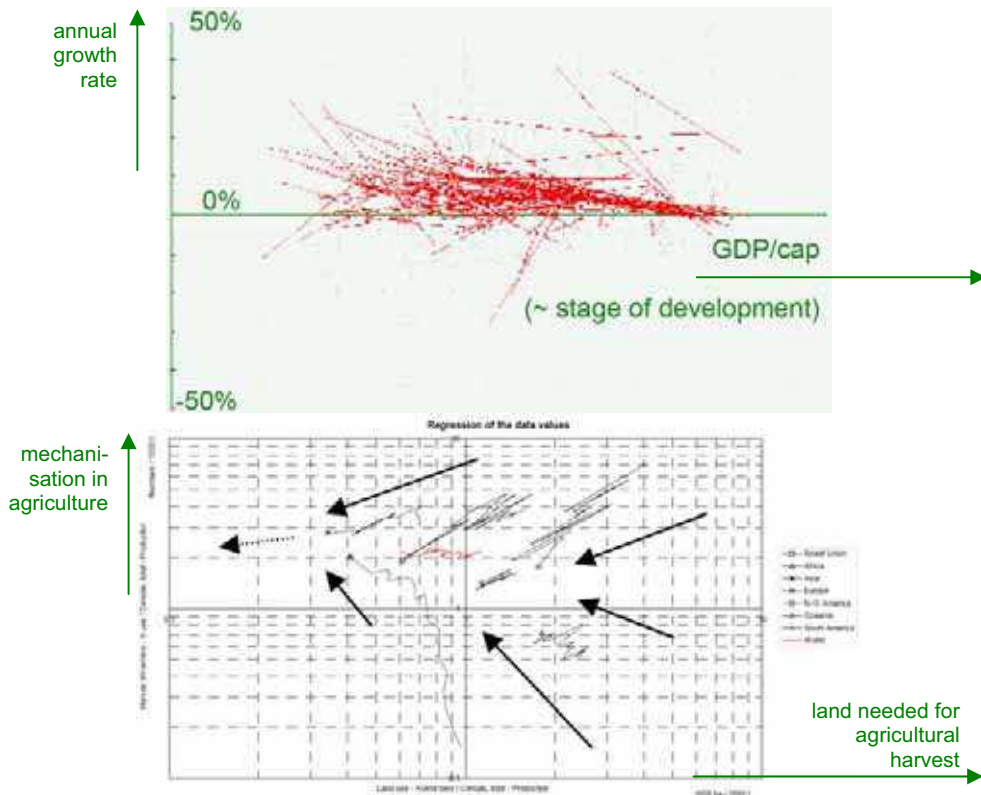 annual
growth
rate
50%
0%
GDP/cap
(~ stage of development)
-50%
Regression of the data values
mechani-
sation in
agriculture
Soviet Union
Africa
Asia
Europe
N-C America
Oceania
South America
World
land needed for
agricultural
harvest